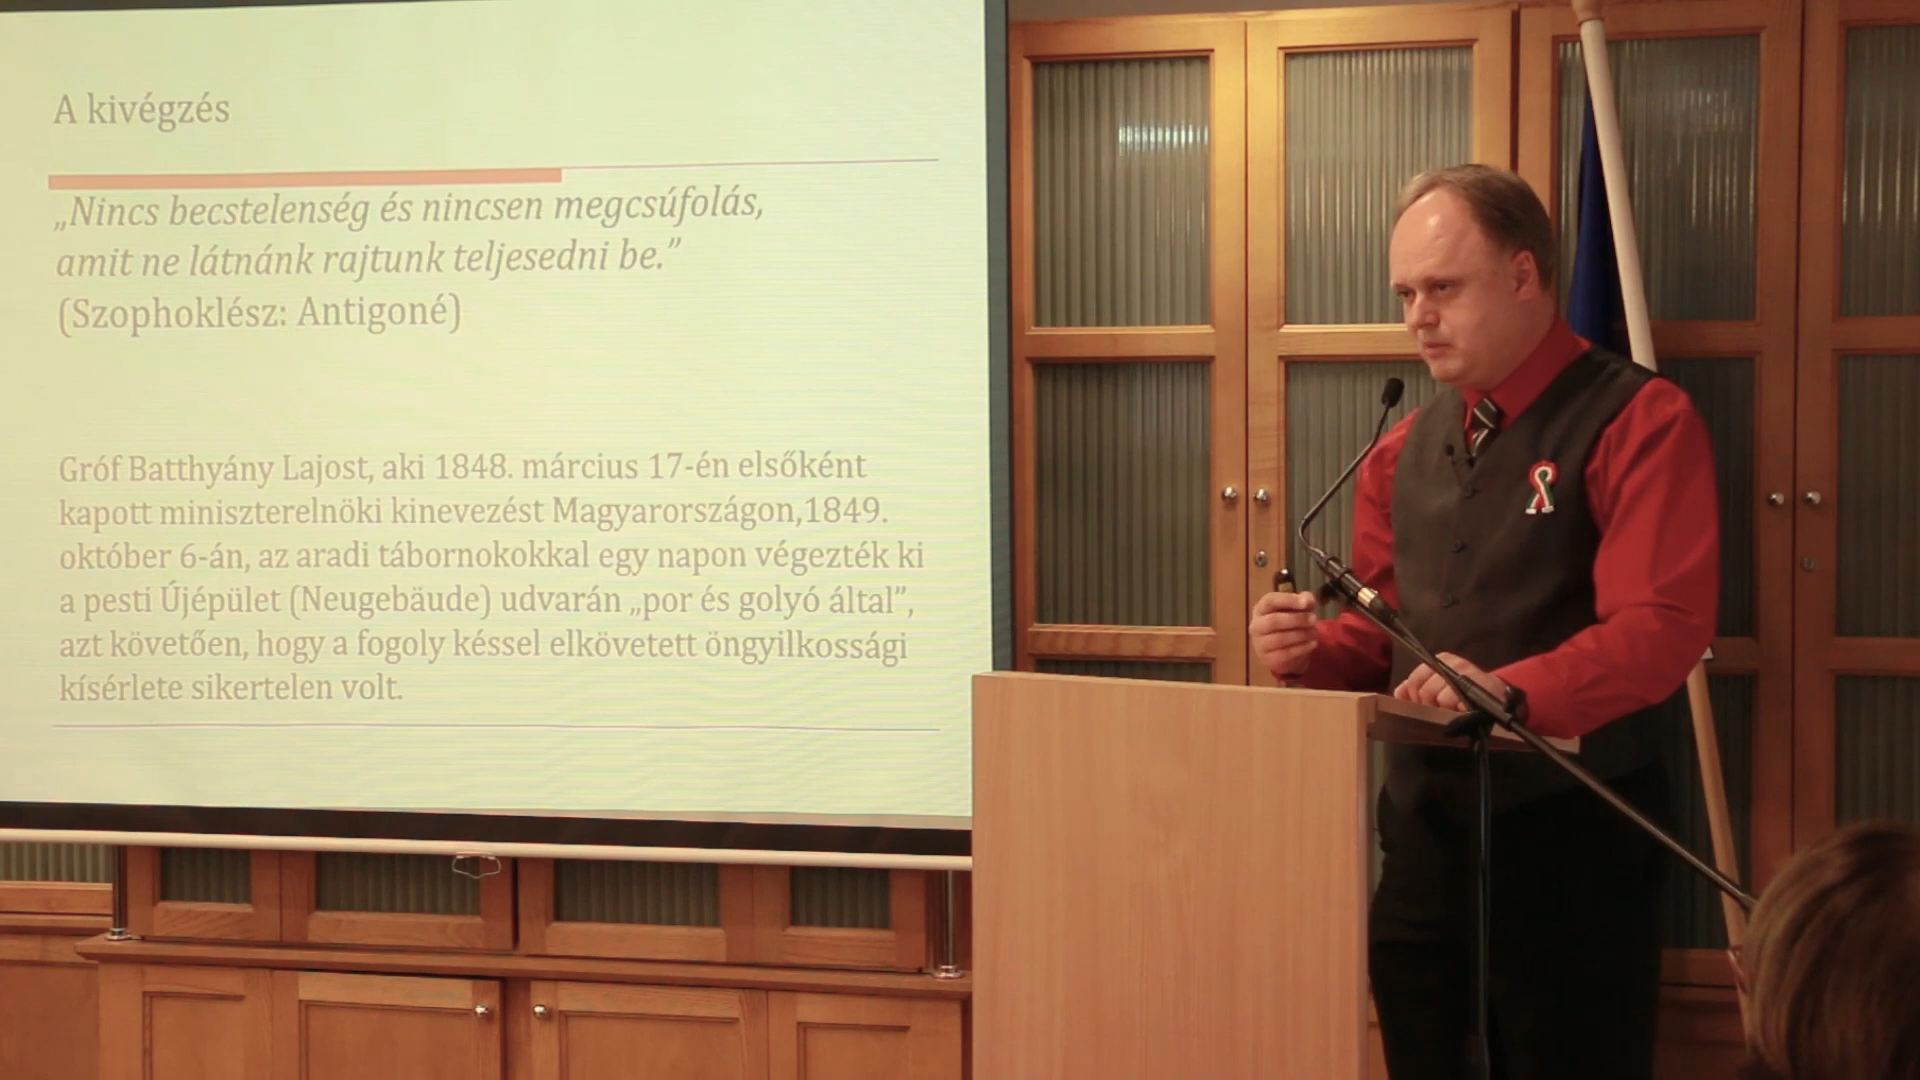 A kivégzés
„Nincs becstelenség és nincsen megcsúfolás,
amit ne látnánk rajtunk teljesedni be.”
(Szophoklész: Antigoné)
Gróf Batthyány Lajost, aki 1848. március 17-én elsőként
kapott miniszterelnöki kinevezést Magyarországon,1849.
október 6-án, az aradi tábornokokkal egy napon végezték ki
a pesti Újépület (Neugebäude) udvarán „por és golyó által”,
azt követően, hogy a fogoly késsel elkövetett öngyilkossági
kísérlete sikertelen volt.